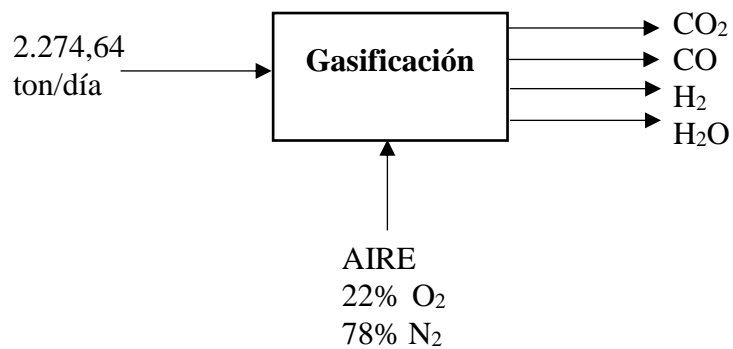 2.274,64
ton/día
Gasificación
CO₂
CO
H₂
H₂O
AIRE
22% O₂
78% N₂